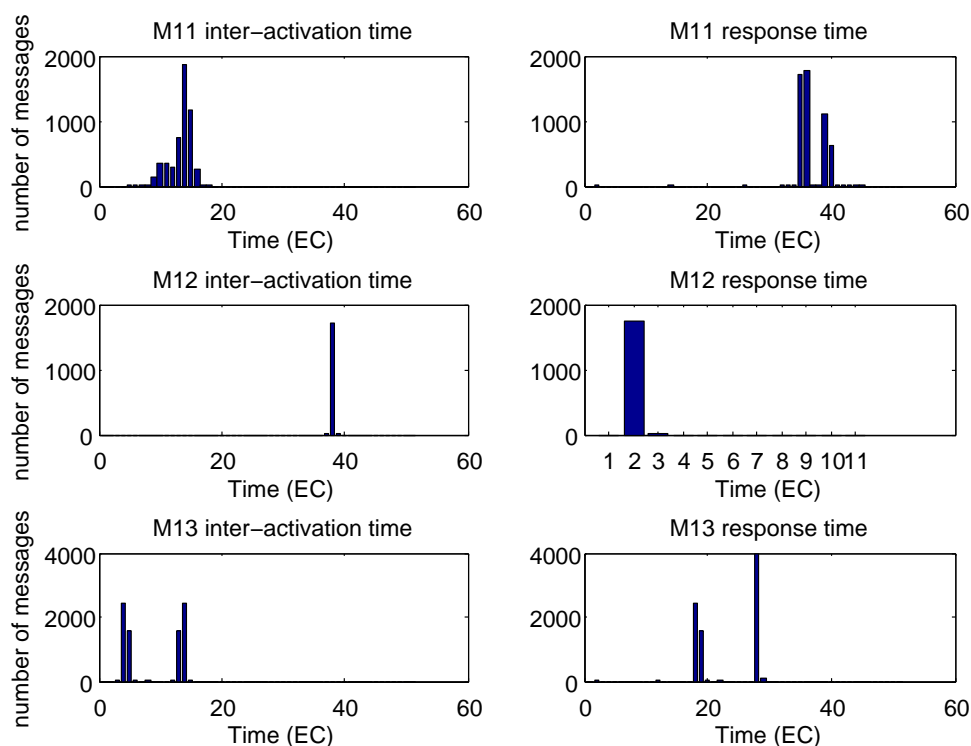 M11 inter−activation time
number of messages
2000
1000
0
0 20 40 60
Time (EC)
M11 response time
2000
1000
0
0 20 40 60
Time (EC)
M12 inter−activation time
number of messages
2000
1000
0
0 20 40 60
Time (EC)
M12 response time
2000
1000
0
1 2 3 4 5 6 7 8 9 10 11 60
Time (EC)
M13 inter−activation time
number of messages
4000
2000
0
0 20 40 60
Time (EC)
M13 response time
4000
2000
0
0 20 40 60
Time (EC)